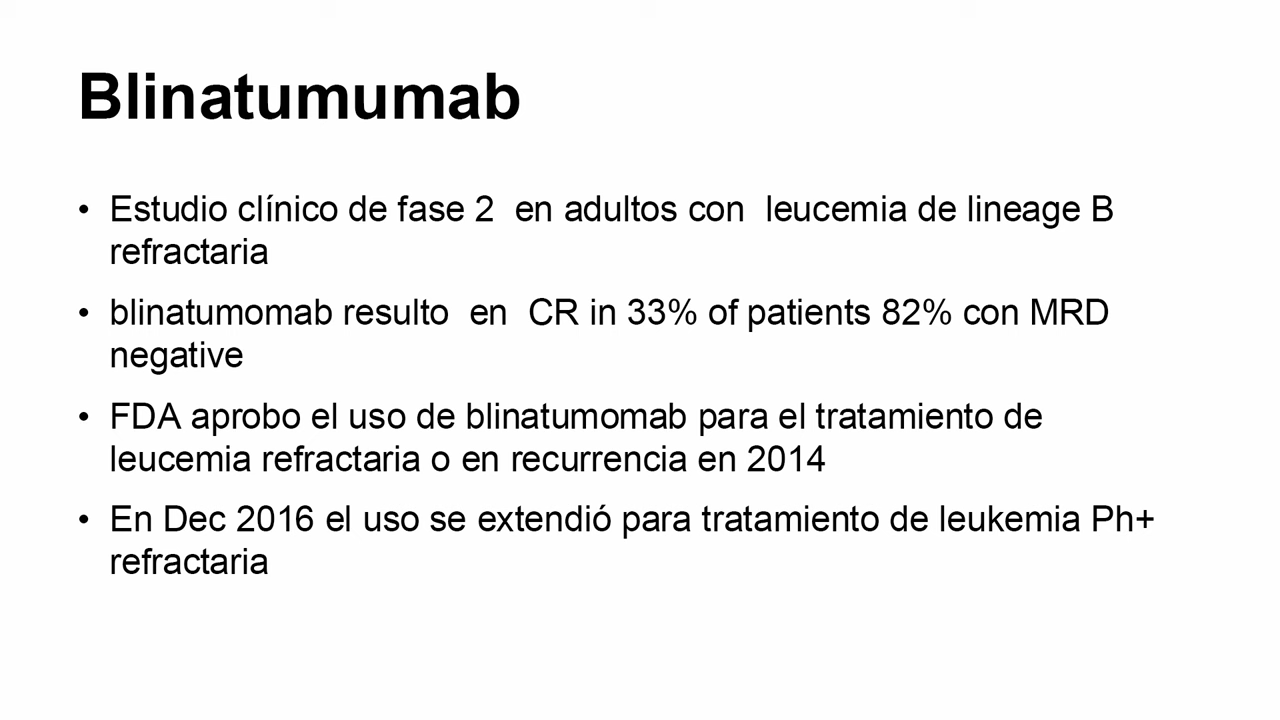 Blinatumumab
• Estudio clínico de fase 2 en adultos con leucemia de lineage B
refractaria
• blinatumomab resulto en CR in 33% of patients 82% con MRD
negative
• FDA aprobo el uso de blinatumomab para el tratamiento de
leucemia refractaria o en recurrencia en 2014
• En Dec 2016 el uso se extendió para tratamiento de leukemia Ph+
refractaria